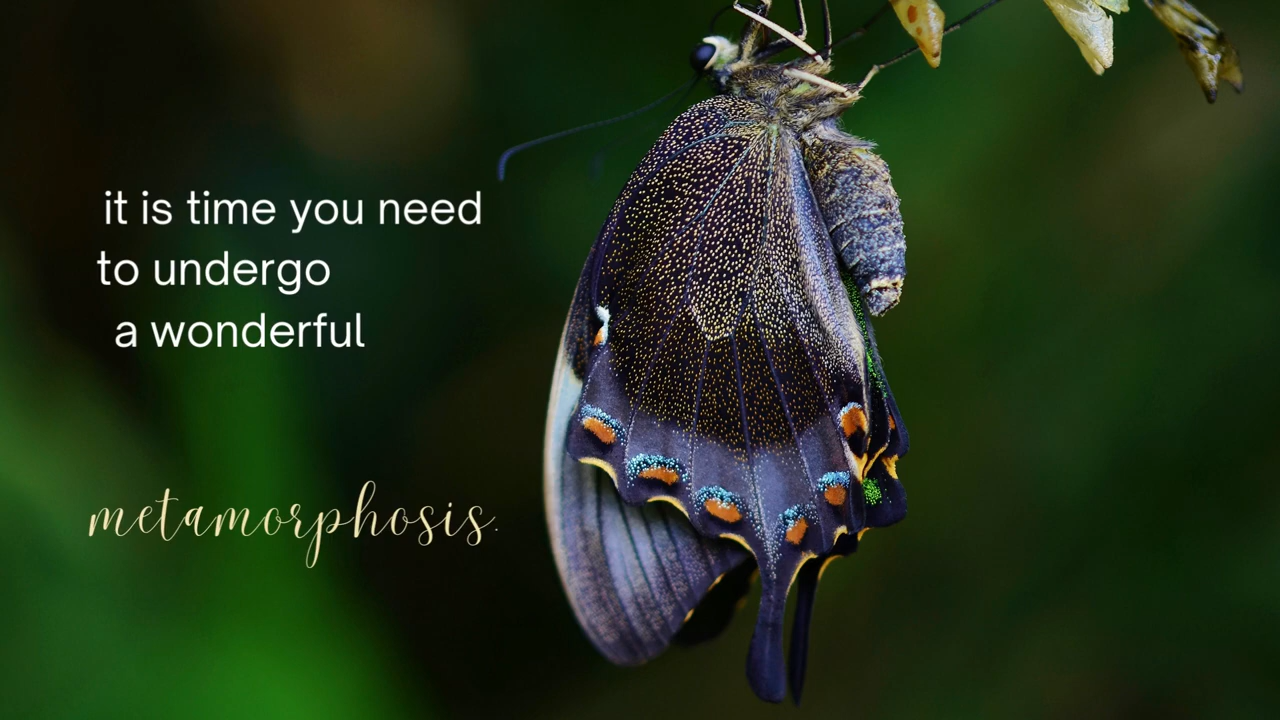 it is time you need
to undergo
a wonderful
metamorphosis.